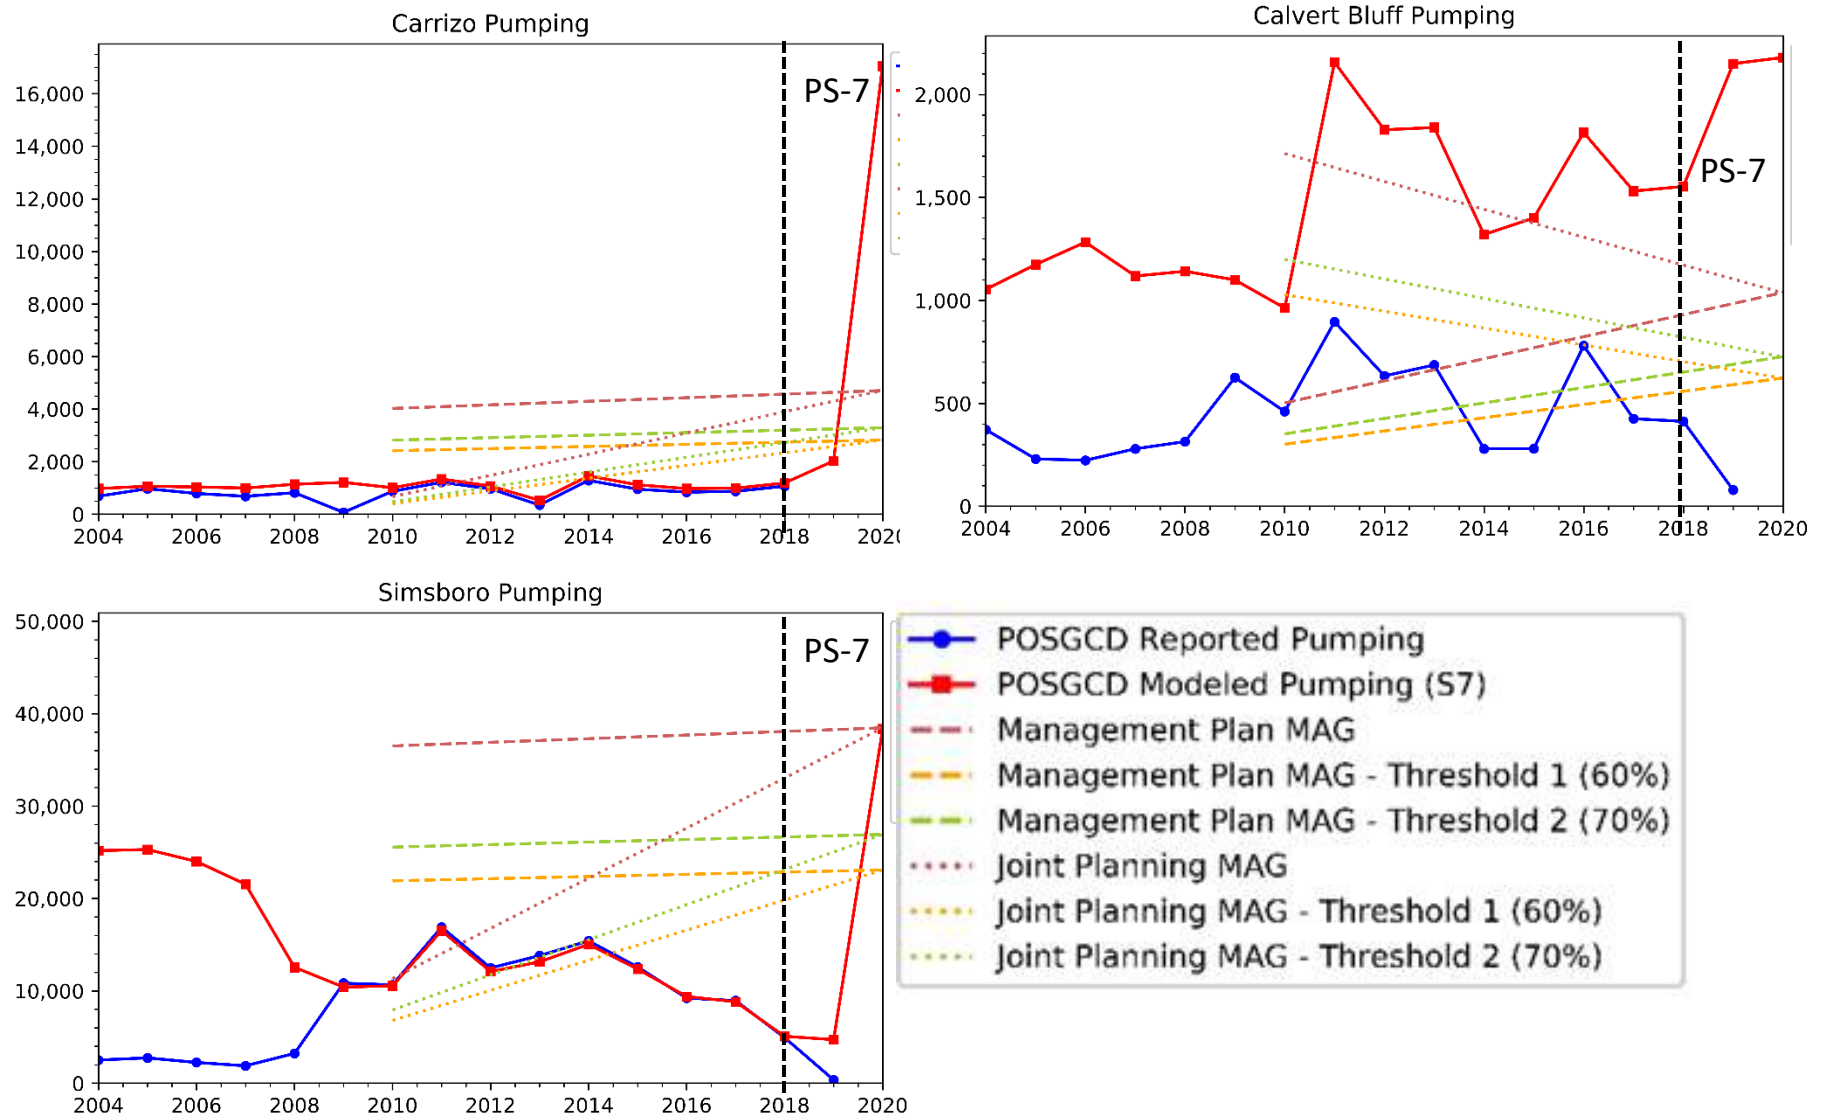 Carrizo Pumping
16,000
14,000
12,000
10,000
8,000
6,000
4,000
2,000
0
2004 2006 2008 2010 2012 2014 2016 2018 2020
PS-7
Calvert Bluff Pumping
2,000
1,500
1,000
500
0
2004 2006 2008 2010 2012 2014 2016 2018 2020
PS-7
Simsboro Pumping
50,000
40,000
30,000
20,000
10,000
0
2004 2006 2008 2010 2012 2014 2016 2018 2020
PS-7
POSGCD Reported Pumping
POSGCD Modeled Pumping (S7)
Management Plan MAG
Management Plan MAG - Threshold 1 (60%)
Management Plan MAG - Threshold 2 (70%)
Joint Planning MAG
Joint Planning MAG - Threshold 1 (60%)
Joint Planning MAG - Threshold 2 (70%)